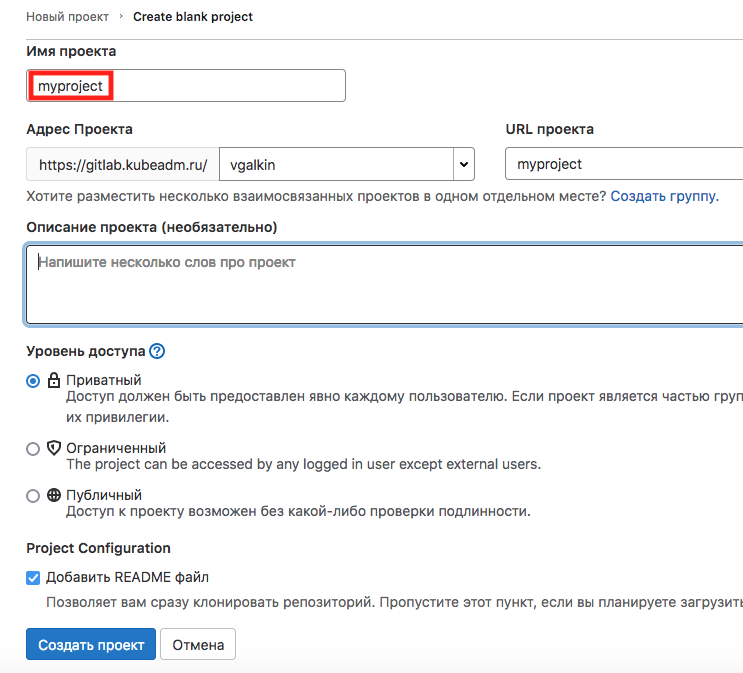 Новый проект › Create blank project
Имя проекта
myproject
Адрес Проекта URL проекта
https://gitlab.kubeadm.ru/ vgalkin myproject
Хотите разместить несколько взаимосвязанных проектов в одном отдельном месте? Создать группу.
Описание проекта (необязательно)
Напишите несколько слов про проект
Уровень доступа ?
Приватный
Доступ должен быть предоставлен явно каждому пользователю. Если проект является частью груп
их привилегии.
Ограниченный
The project can be accessed by any logged in user except external users.
Публичный
Доступ к проекту возможен без какой-либо проверки подлинности.
Project Configuration
Добавить README файл
Позволяет вам сразу клонировать репозиторий. Пропустите этот пункт, если вы планируете загрузить
Создать проект Отмена